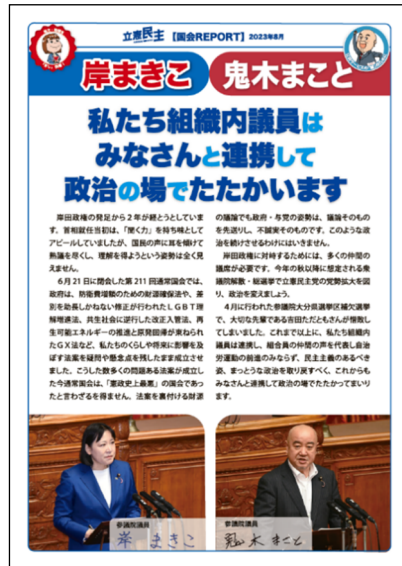 立憲民主【国会REPORT】2023年8月
岸まきこ 鬼木まこと
私たち組織内議員は
みなさんと連携して
政治の場でたたかいます
岸田政権の発足から2年が経とうとしていま
す。首相就任当初は、「聞く力」を持ち味として
アピールしていましたが、国民の声に耳を傾けて
熟議を尽くし、理解を得ようという姿勢は全く見
えません。
6月21日に閉会した第211回通常国会では、
政府は、防衛費増額のための財源確保法や、差
別を助長しかねない修正が行われたLGBT理
解増進法、共生社会に逆行した改正入管法、再
生可能エネルギーの推進と原発回帰が束ねられ
たGX法など、私たちのくらしや将来に影響を及
ぼす法案を疑問や懸念点を残したまま成立させ
ました。こうした数多くの問題ある法案が成立し
た今通常国会は、「憲政史上最悪」の国会であっ
たと言わざるを得ません。法案を裏付ける財源
の議論でも政府・与党の姿勢は、議論そのもの
を先送りし、不誠実そのものです。このような政
治を続けさせるわけにはいきません。
岸田政権に対峙するためには、多くの仲間の
議席が必要です。今年の秋以降に想定される衆
議院解散・総選挙で立憲民主党の党勢拡大を図
り、政治を変えましょう。
4月に行われた参議院大分県選挙区補欠選挙
で、大切な先輩である吉田ただともさんが惜敗し
てしまいました。これまで以上に、私たち組織内
議員は連携し、組合員の仲間の声を代表し自治
労運動の前進のみならず、民主主義のあるべき
姿、まっとうな政治を取り戻すべく、これからも
みなさんと連携して政治の場でたたかってまいり
ます。
参議院議員
岸 まきこ
参議院議員
鬼木 まこと